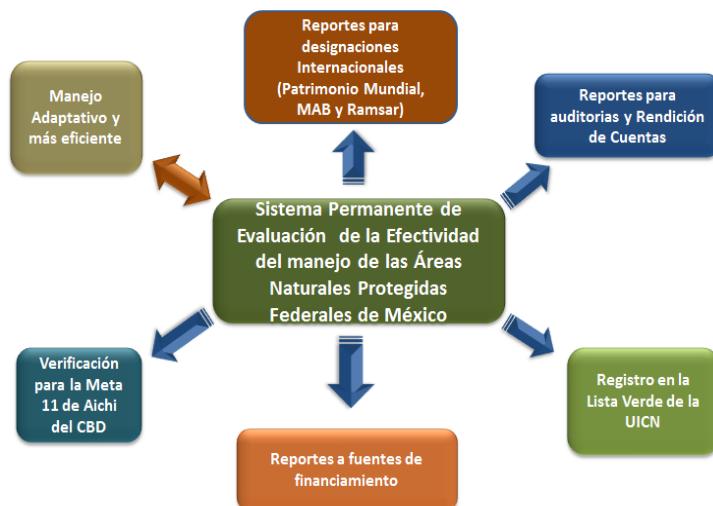 Reportes para
designaciones
Internacionales
(Patrimonio Mundial,
MAB y Ramsar)
Manejo
Adaptativo y
más eficiente
Reportes para
auditorias y Rendición
de Cuentas
Sistema Permanente de
Evaluación de la Efectividad
del manejo de las Áreas
Naturales Protegidas
Federales de México
Verificación
para la Meta
11 de Aichi
del CBD
Registro en la
Lista Verde de la
UICN
Reportes a fuentes de
financiamiento